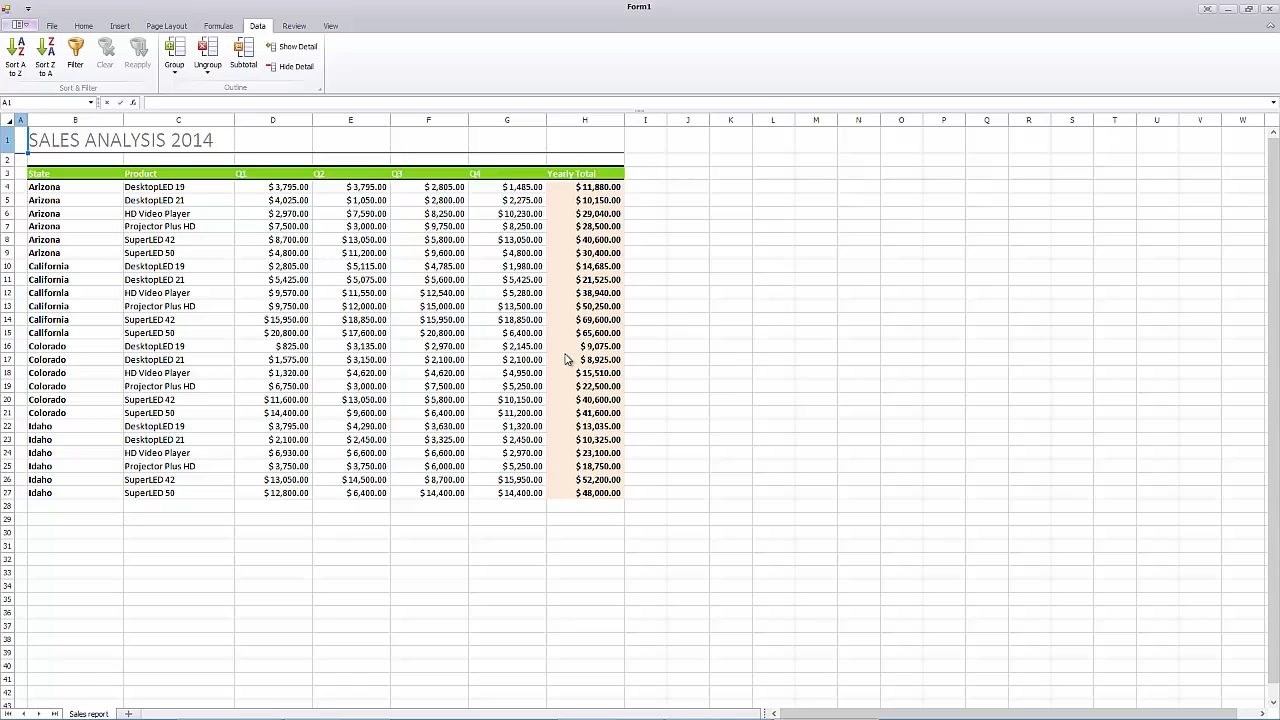 Form1
File Home Insert Page Layout Formulas Data Review View
Sort A to Z Sort Z to A Filter Clear Reapply Group Ungroup Subtotal Show Detail Hide Detail
Sort & Filter Outline
A1 fx
A B C D E F G H I J K L M N O P Q R S T U V W
1 SALES ANALYSIS 2014
2
3 State Product Q1 Q2 Q3 Q4 Yearly Total
4 Arizona DesktopLED 19 $ 3,795.00 $ 3,795.00 $ 2,805.00 $ 1,485.00 $ 11,880.00
5 Arizona DesktopLED 21 $ 4,025.00 $ 1,050.00 $ 2,800.00 $ 2,275.00 $ 10,150.00
6 Arizona HD Video Player $ 2,970.00 $ 7,590.00 $ 8,250.00 $ 10,230.00 $ 29,040.00
7 Arizona Projector Plus HD $ 7,500.00 $ 3,000.00 $ 9,750.00 $ 8,250.00 $ 28,500.00
8 Arizona SuperLED 42 $ 8,700.00 $ 13,050.00 $ 5,800.00 $ 13,050.00 $ 40,600.00
9 Arizona SuperLED 50 $ 4,800.00 $ 11,200.00 $ 9,600.00 $ 4,800.00 $ 30,400.00
10 California DesktopLED 19 $ 2,805.00 $ 5,115.00 $ 4,785.00 $ 1,980.00 $ 14,685.00
11 California DesktopLED 21 $ 5,425.00 $ 5,075.00 $ 5,600.00 $ 5,425.00 $ 21,525.00
12 California HD Video Player $ 9,570.00 $ 11,550.00 $ 12,540.00 $ 5,280.00 $ 38,940.00
13 California Projector Plus HD $ 9,750.00 $ 12,000.00 $ 15,000.00 $ 13,500.00 $ 50,250.00
14 California SuperLED 42 $ 15,950.00 $ 18,850.00 $ 15,950.00 $ 18,850.00 $ 69,600.00
15 California SuperLED 50 $ 20,800.00 $ 17,600.00 $ 20,800.00 $ 6,400.00 $ 65,600.00
16 Colorado DesktopLED 19 $ 825.00 $ 3,135.00 $ 2,970.00 $ 2,145.00 $ 9,075.00
17 Colorado DesktopLED 21 $ 1,575.00 $ 3,150.00 $ 2,100.00 $ 2,100.00 $ 8,925.00
18 Colorado HD Video Player $ 1,320.00 $ 4,620.00 $ 4,620.00 $ 4,950.00 $ 15,510.00
19 Colorado Projector Plus HD $ 6,750.00 $ 3,000.00 $ 7,500.00 $ 5,250.00 $ 22,500.00
20 Colorado SuperLED 42 $ 11,600.00 $ 13,050.00 $ 5,800.00 $ 10,150.00 $ 40,600.00
21 Colorado SuperLED 50 $ 14,400.00 $ 9,600.00 $ 6,400.00 $ 11,200.00 $ 41,600.00
22 Idaho DesktopLED 19 $ 3,795.00 $ 4,290.00 $ 3,630.00 $ 1,320.00 $ 13,035.00
23 Idaho DesktopLED 21 $ 2,100.00 $ 2,450.00 $ 3,325.00 $ 2,450.00 $ 10,325.00
24 Idaho HD Video Player $ 6,930.00 $ 6,600.00 $ 6,600.00 $ 2,970.00 $ 23,100.00
25 Idaho Projector Plus HD $ 3,750.00 $ 3,750.00 $ 6,000.00 $ 5,250.00 $ 18,750.00
26 Idaho SuperLED 42 $ 13,050.00 $ 14,500.00 $ 8,700.00 $ 15,950.00 $ 52,200.00
27 Idaho SuperLED 50 $ 12,800.00 $ 6,400.00 $ 14,400.00 $ 14,400.00 $ 48,000.00
28
29
30
31
32
33
34
35
36
37
38
39
40
41
42
43
Sales report